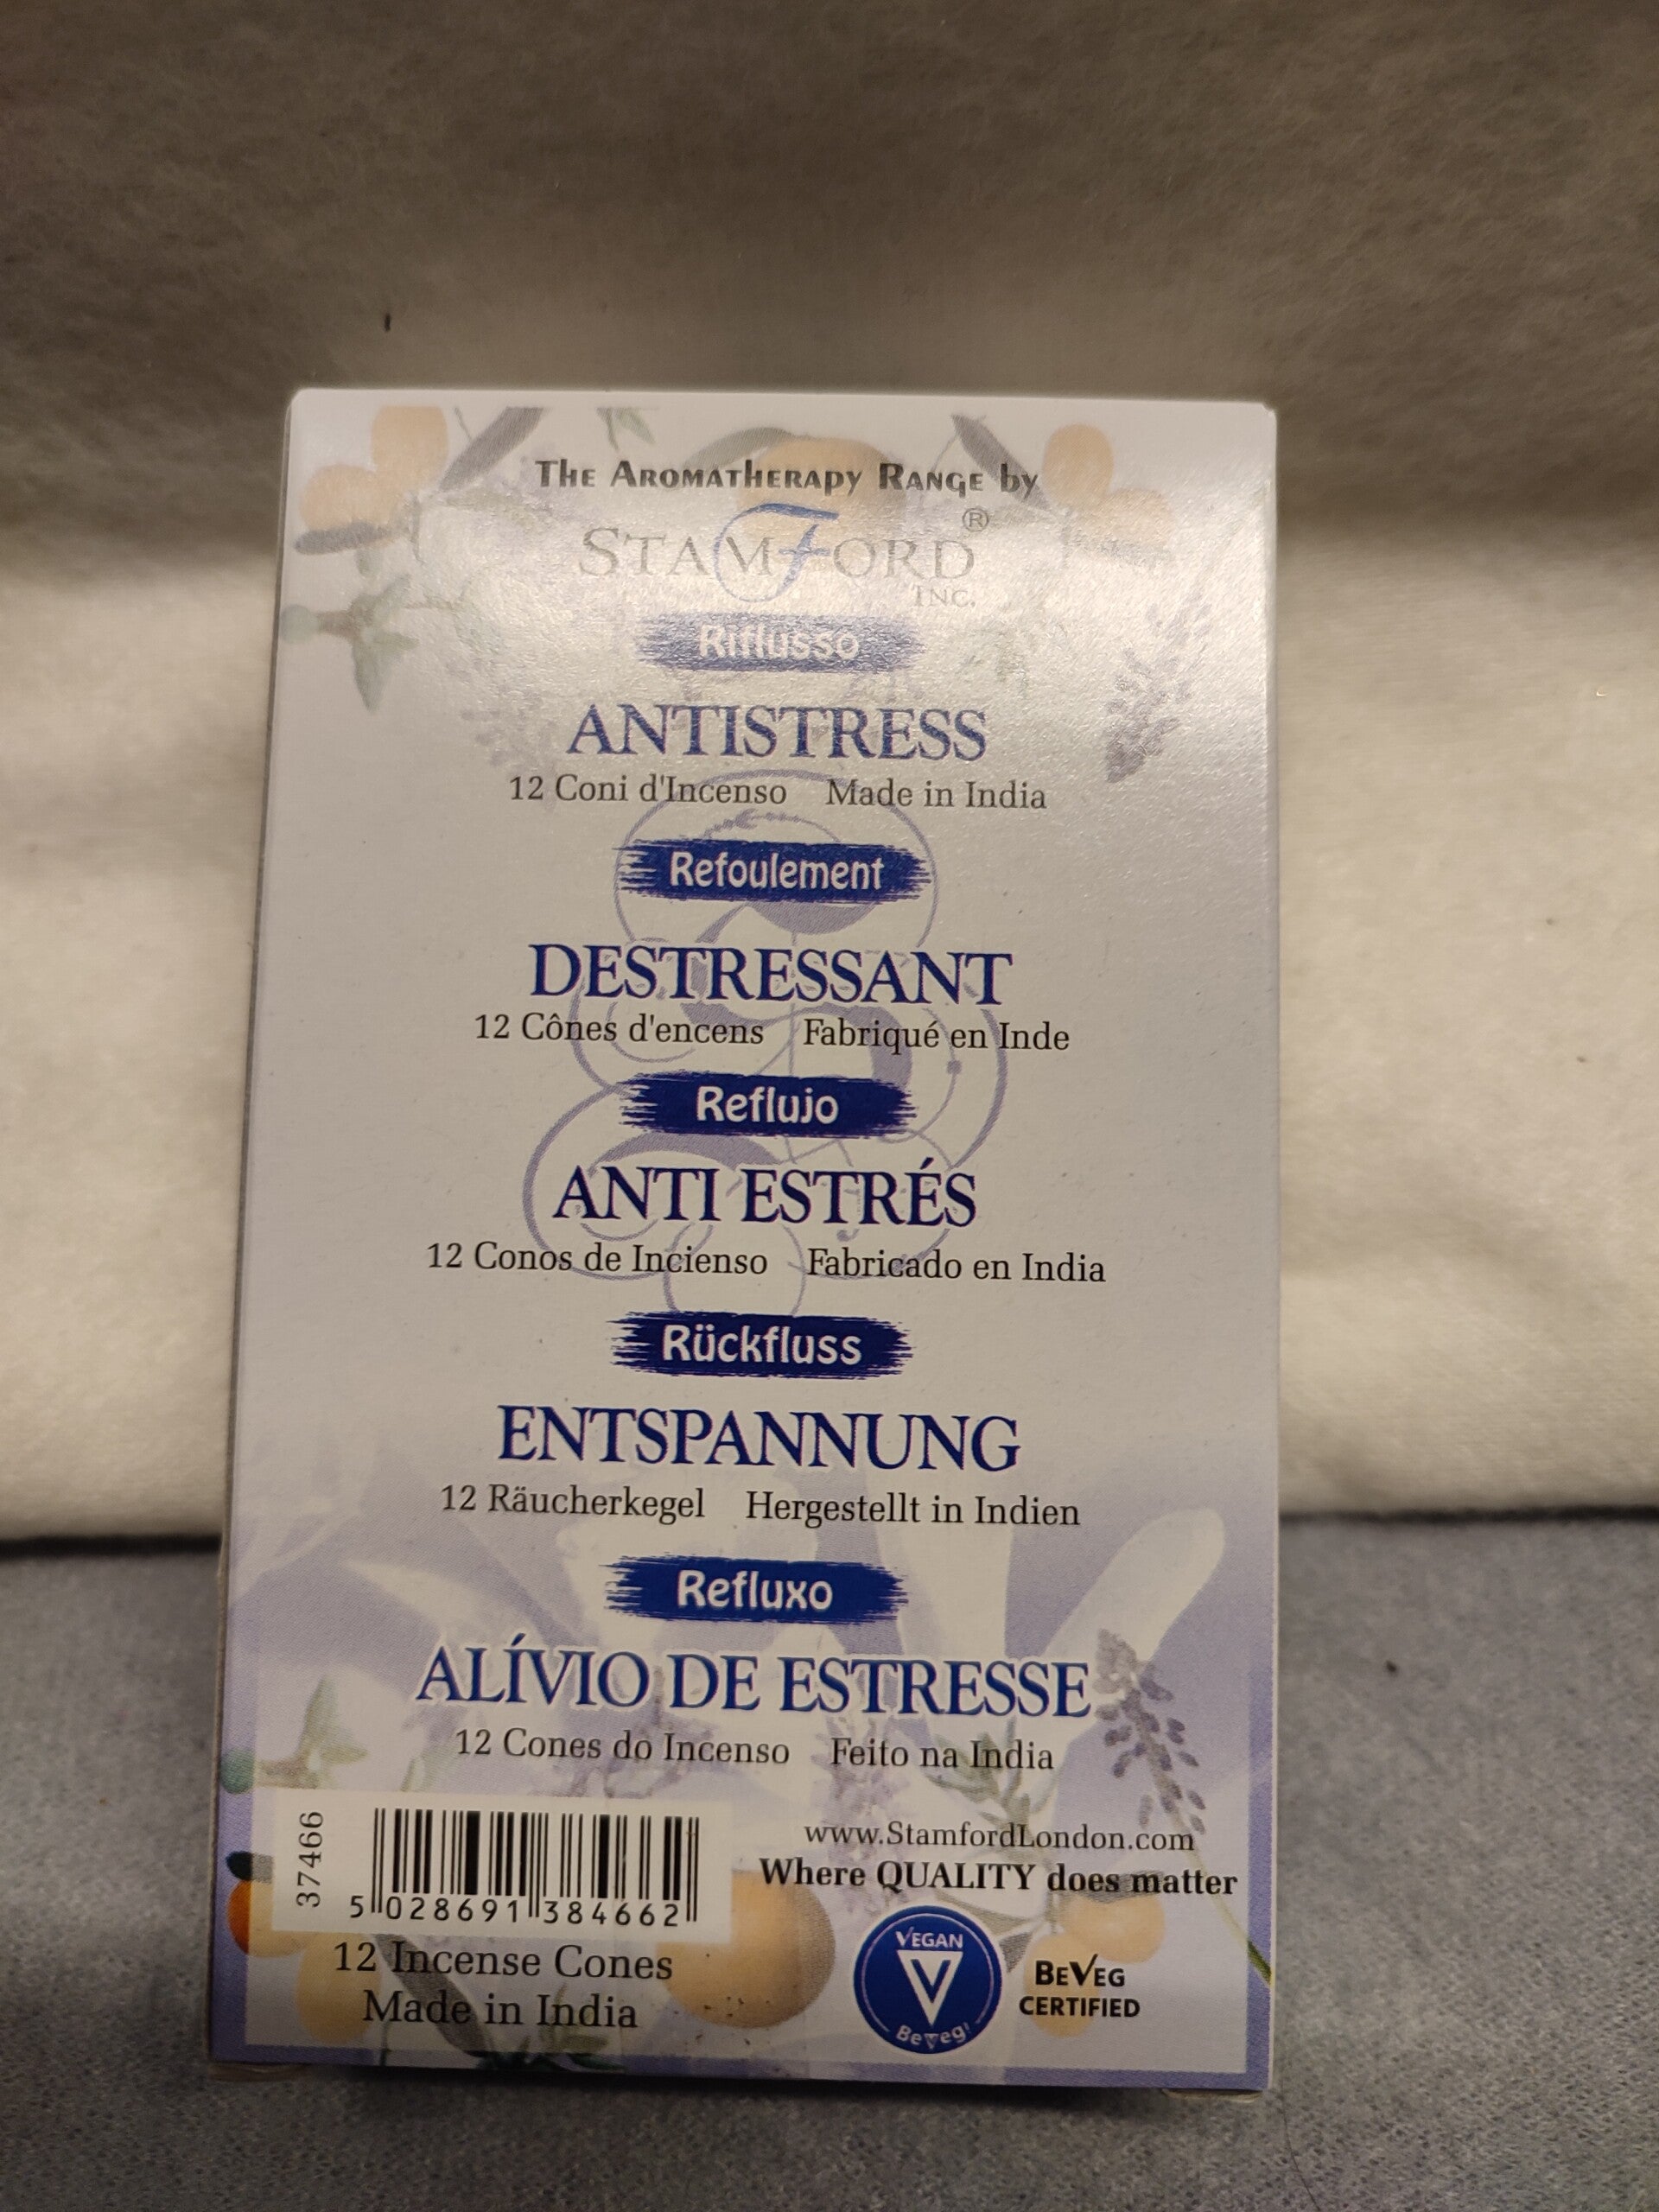 The Aromatherapy Range by
STAMFORD®
INC.
Riflusso
ANTISTRESS
12 Coni d'Incenso Made in India
Refoulement
DESTRESSANT
12 Cônes d'encens Fabriqué en Inde
Reflujo
ANTI ESTRÉS
12 Conos de Incienso Fabricado en India
Rückfluss
ENTSPANNUNG
12 Räucherkegel Hergestellt in Indien
Refluxo
ALÍVIO DE ESTRESSE
12 Cones do Incenso Feito na India
37466
5 028691 384662
12 Incense Cones
Made in India
www.StamfordLondon.com
Where QUALITY does matter
VEGAN
BeVeg!
BEVEG
CERTIFIED